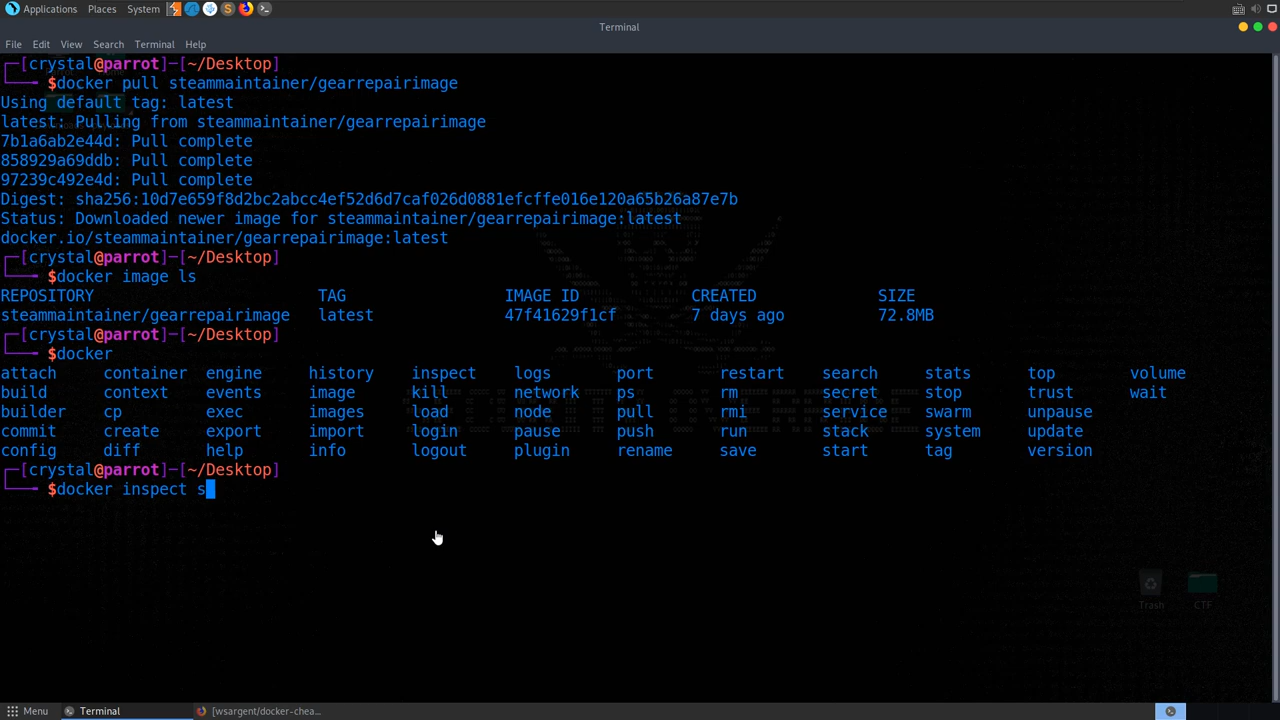 Applications Places System
Terminal
File Edit View Search Terminal Help
┌─[crystal@parrot]─[~/Desktop]
└──╼ $docker pull steammaintainer/gearrepairimage
Using default tag: latest
latest: Pulling from steammaintainer/gearrepairimage
7b1a6ab2e44d: Pull complete
858929a69ddb: Pull complete
97239c492e4d: Pull complete
Digest: sha256:10d7e659f8d2bc2abcc4ef52d6d7caf026d0881efcffe016e120a65b26a87e7b
Status: Downloaded newer image for steammaintainer/gearrepairimage:latest
docker.io/steammaintainer/gearrepairimage:latest
┌─[crystal@parrot]─[~/Desktop]
└──╼ $docker image ls
REPOSITORY TAG IMAGE ID CREATED SIZE
steammaintainer/gearrepairimage latest 47f41629f1cf 7 days ago 72.8MB
┌─[crystal@parrot]─[~/Desktop]
└──╼ $docker
attach container engine history inspect logs port restart search stats top volume
build context events image kill network ps rm secret stop trust wait
builder cp exec images load node pull rmi service swarm unpause
commit create export import login pause push run stack system update
config diff help info logout plugin rename save start tag version
┌─[crystal@parrot]─[~/Desktop]
└──╼ $docker inspect s
Trash CTF
Menu Terminal [wsargent/docker-chea...